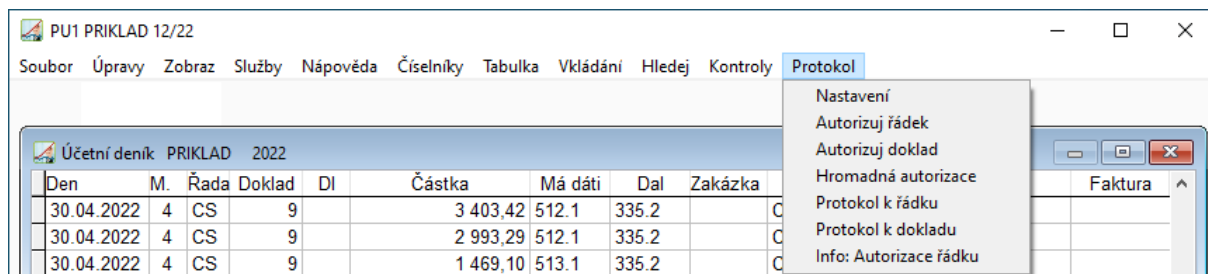 PU1 PRIKLAD 12/22
Soubor Úpravy Zobraz Služby Nápověda Číselníky Tabulka Vkládání Hledej Kontroly Protokol
Nastavení
Autorizuj řádek
Autorizuj doklad
Hromadná autorizace
Protokol k řádku
Protokol k dokladu
Info: Autorizace řádku
Účetní deník PRIKLAD 2022
Den M. Řada Doklad DI Částka Má dáti Dal Zakázka Faktura
30.04.2022 4 CS 9 3 403,42 512.1 335.2
30.04.2022 4 CS 9 2 993,29 512.1 335.2
30.04.2022 4 CS 9 1 469,10 513.1 335.2